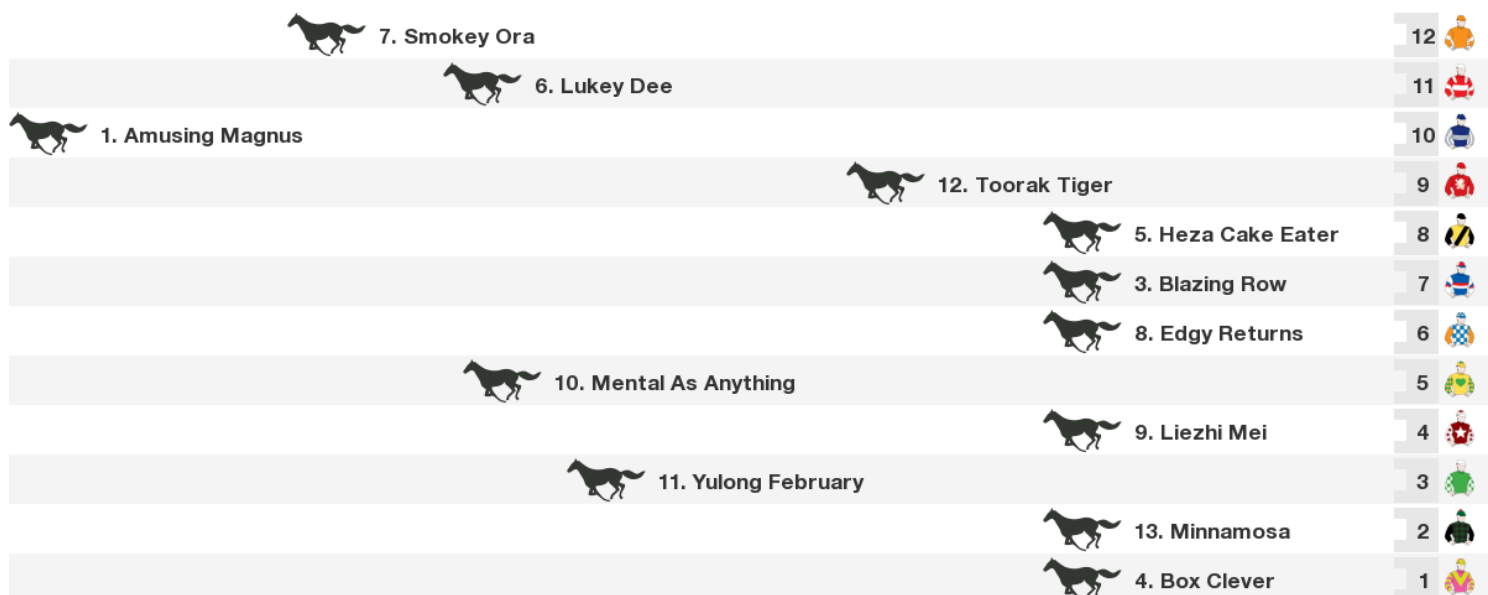 7. Smokey Ora 12
6. Lukey Dee 11
1. Amusing Magnus 10
12. Toorak Tiger 9
5. Heza Cake Eater 8
3. Blazing Row 7
8. Edgy Returns 6
10. Mental As Anything 5
9. Liezhi Mei 4
11. Yulong February 3
13. Minnamosa 2
4. Box Clever 1